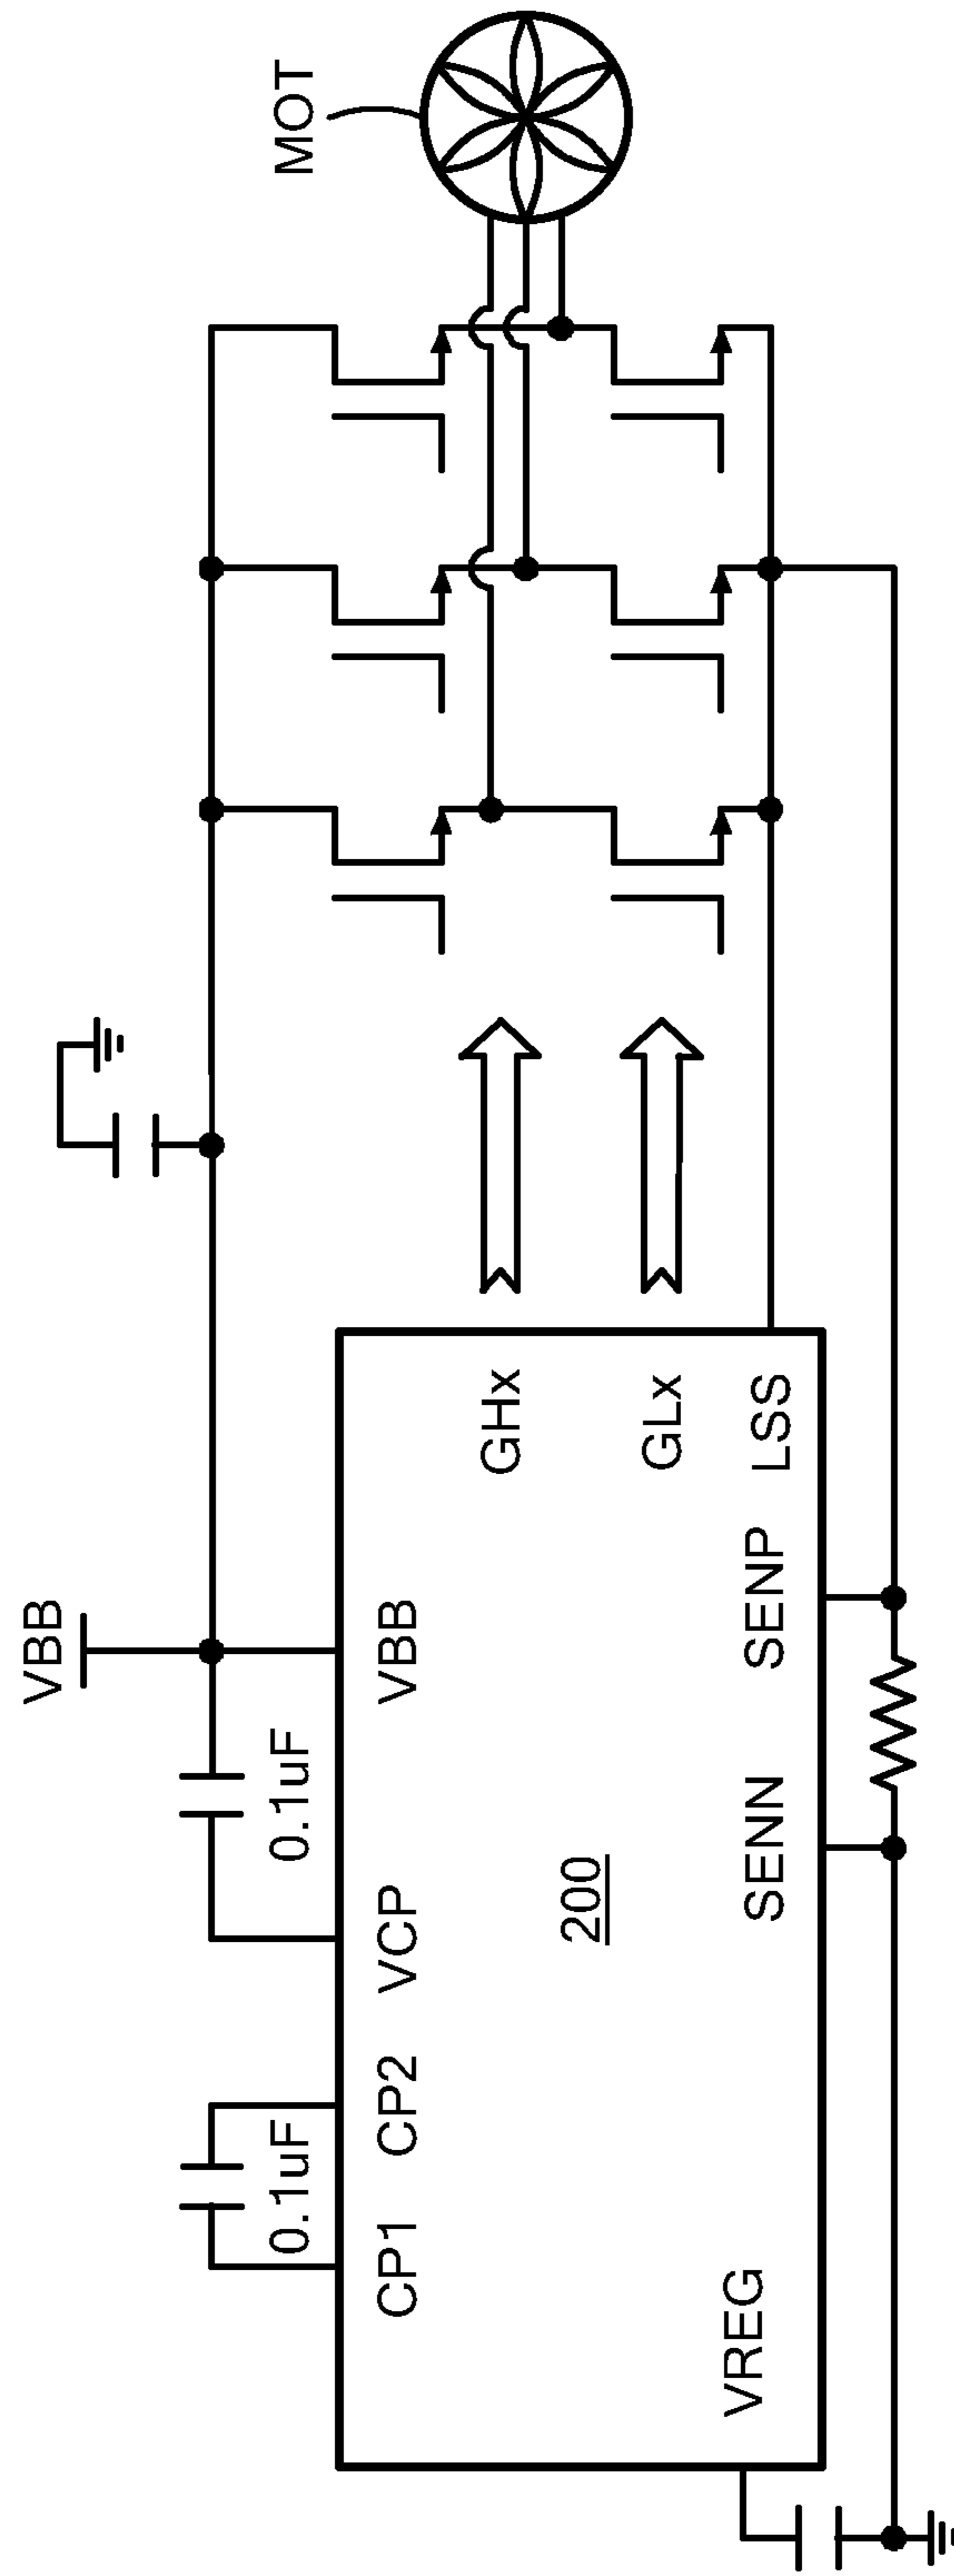 VBB
0.1uF
0.1uF
MOT
CP1
CP2
VCP
VBB
GHx
200
GLx
VREG
SENN
SENP
LSS